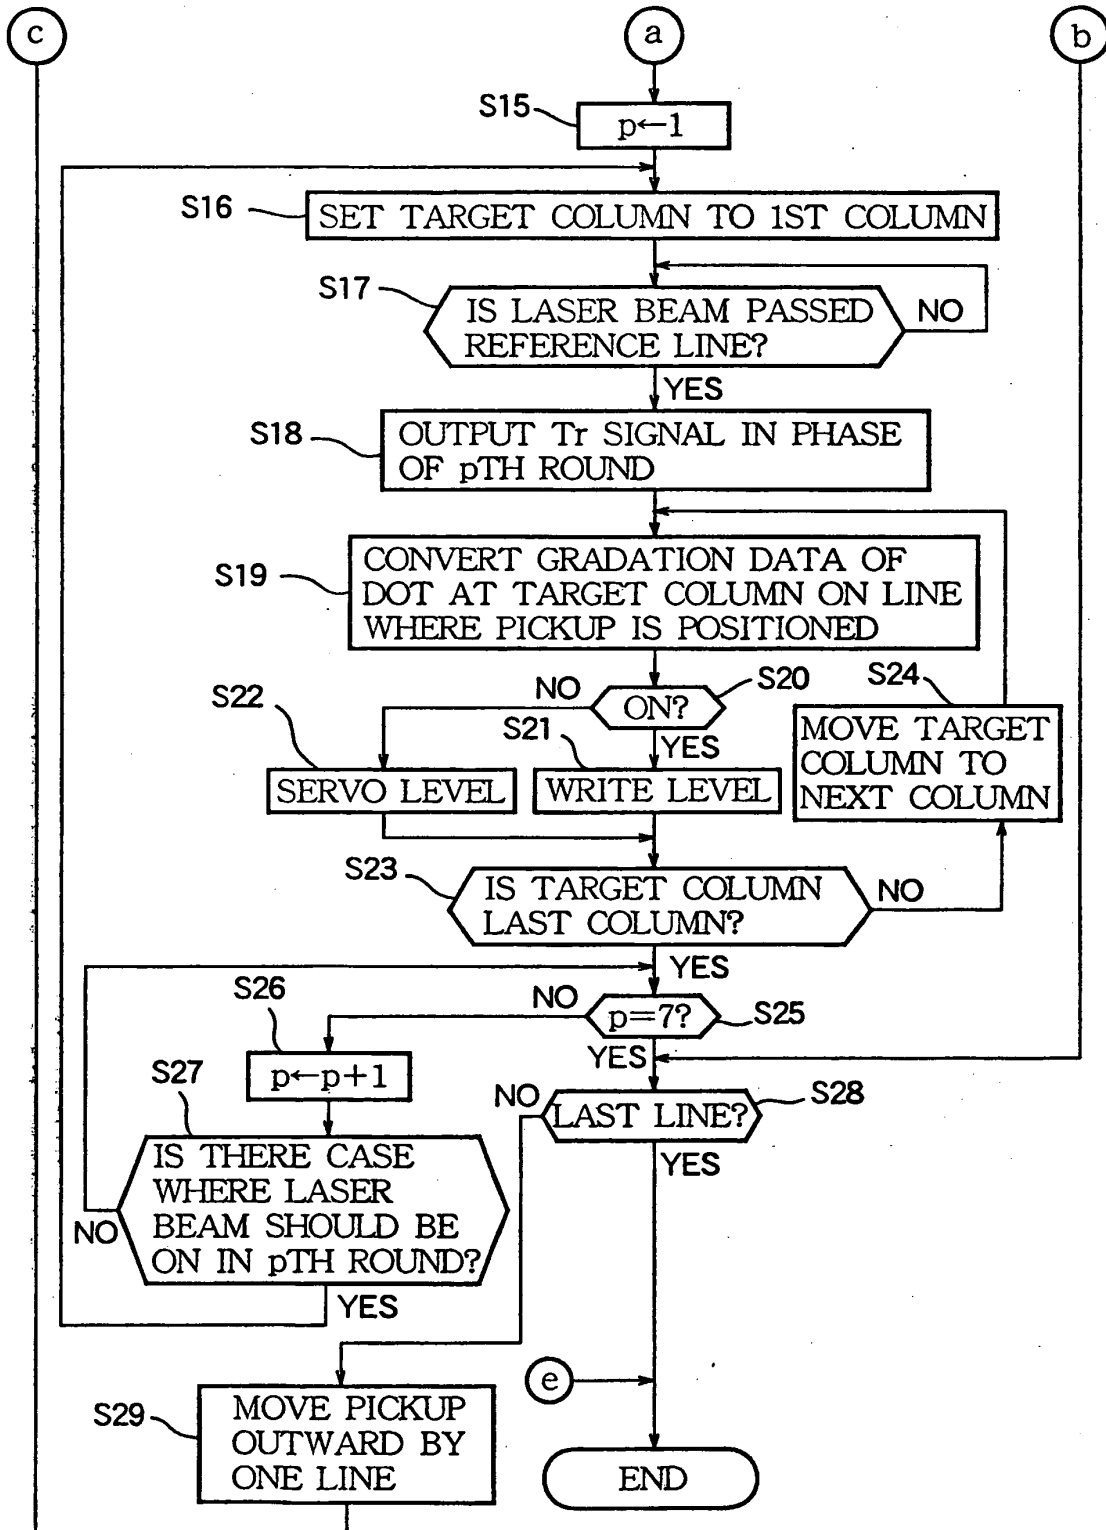 c
a
b
S15
p←1
S16
SET TARGET COLUMN TO 1ST COLUMN
S17
IS LASER BEAM PASSED
REFERENCE LINE?
NO
YES
S18
OUTPUT Tr SIGNAL IN PHASE
OF pTH ROUND
S19
CONVERT GRADATION DATA OF
DOT AT TARGET COLUMN ON LINE
WHERE PICKUP IS POSITIONED
S20
ON?
NO
YES
S22
SERVO LEVEL
S21
WRITE LEVEL
S24
MOVE TARGET
COLUMN TO
NEXT COLUMN
S23
IS TARGET COLUMN
LAST COLUMN?
NO
YES
S25
p=7?
NO
YES
S26
p←p+1
S27
IS THERE CASE
WHERE LASER
BEAM SHOULD BE
ON IN pTH ROUND?
NO
YES
S28
LAST LINE?
NO
YES
S29
MOVE PICKUP
OUTWARD BY
ONE LINE
e
END